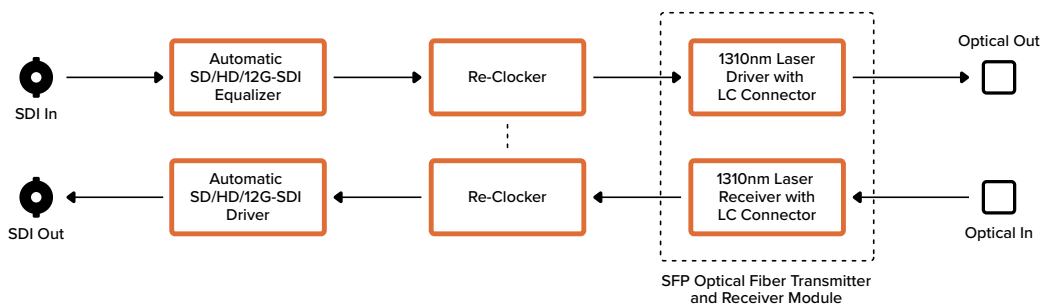 SDI In
Automatic
SD/HD/12G-SDI
Equalizer
Re-Clocker
1310nm Laser
Driver with
LC Connector
Optical Out
SDI Out
Automatic
SD/HD/12G-SDI
Driver
Re-Clocker
1310nm Laser
Receiver with
LC Connector
Optical In
SFP Optical Fiber Transmitter
and Receiver Module